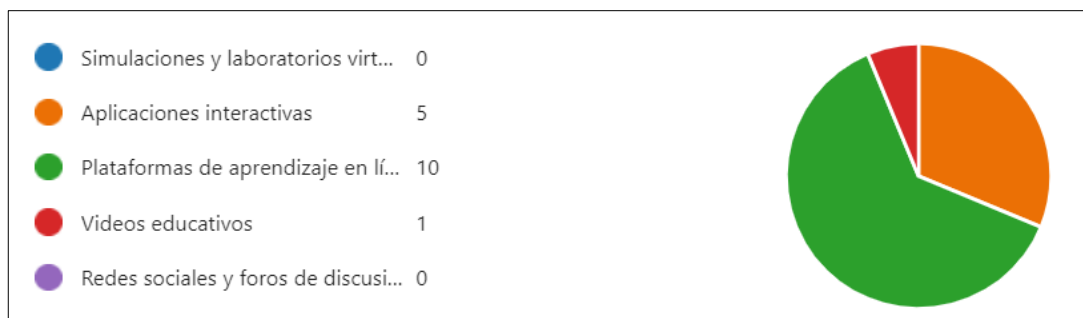 Simulaciones y laboratorios virt... 0
Aplicaciones interactivas 5
Plataformas de aprendizaje en lí... 10
Videos educativos 1
Redes sociales y foros de discusi... 0